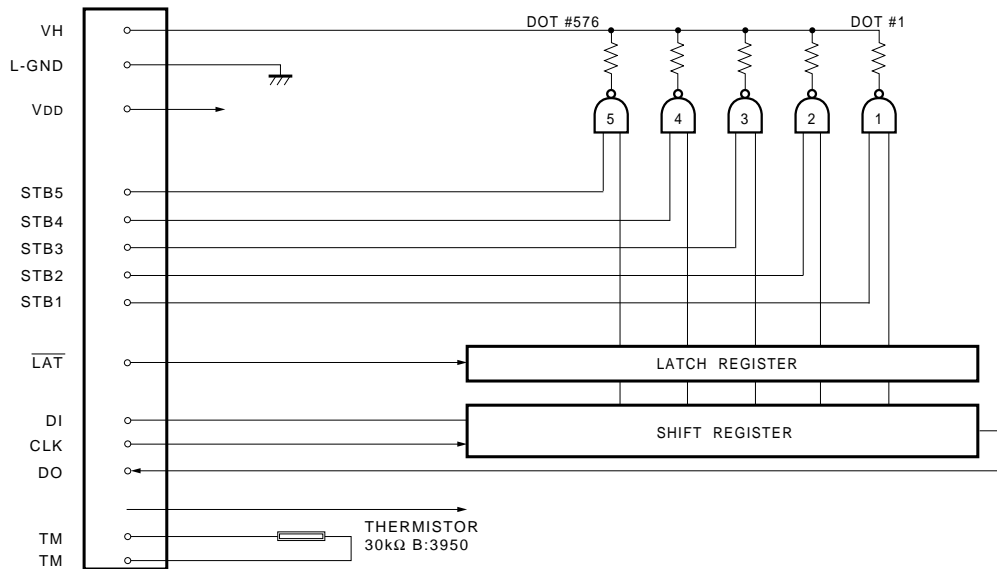 VH
DOT #576
DOT #1
L-GND
VDD
5
4
3
2
1
STB5
STB4
STB3
STB2
STB1
LAT
LATCH REGISTER
DI
SHIFT REGISTER
CLK
DO
THERMISTOR
30kΩ B:3950
TM
TM